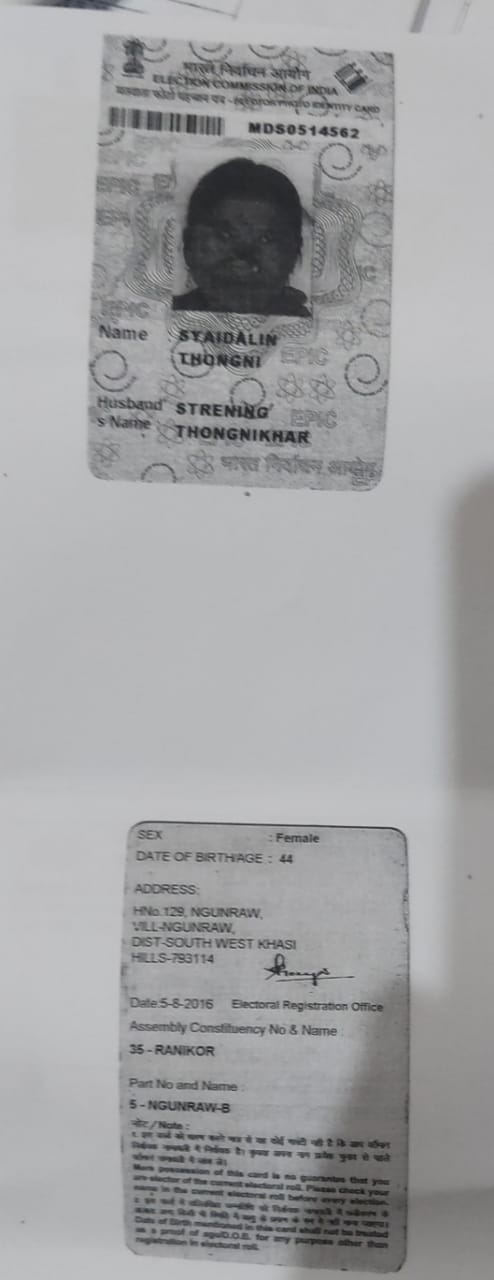 भारत निर्वाचन आयोग
ELECTION COMMISSION OF INDIA
ELECTOR PHOTO IDENTITY CARD
MDS0514562
Name SYAIDALIN
THONGNI
Husband' STRENING
s Name THONGNIKHAR
भारत निर्वाचन आयोग
SEX : Female
DATE OF BIRTH/AGE : 44
ADDRESS:
HNo.129, NGUNRAW,
VILL-NGUNRAW,
DIST-SOUTH WEST KHASI
HILLS-793114
Date:5-8-2016 Electoral Registration Office
Assembly Constituency No & Name :
35 - RANIKOR
Part No and Name :
5 - NGUNRAW-B
नोट / Note :
possession of this card is no guarantee that you
are elector of the current electoral roll. Please check your
name in the current electoral roll before every election.
Date of Birth mentioned in this card shall not be treated
as a proof of age/D.O.B. for any purpose other than
registration in electoral roll.